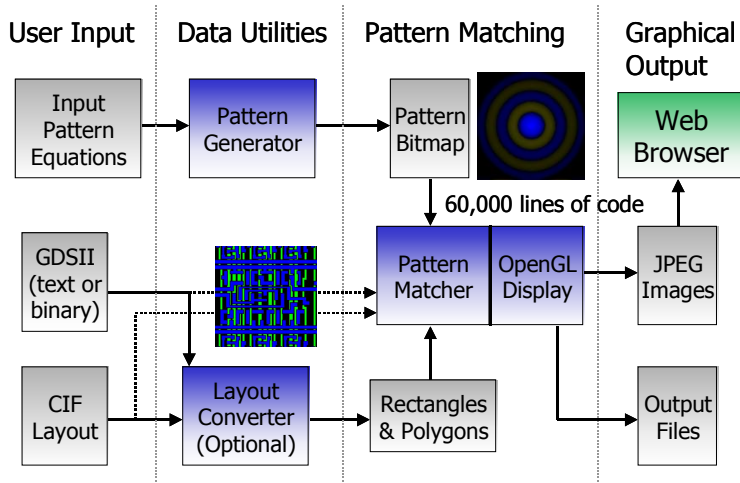 User Input
Data Utilities
Pattern Matching
Graphical
Output
Input
Pattern
Equations
Pattern
Generator
Pattern
Bitmap
Web
Browser
60,000 lines of code
GDSII
(text or
binary)
Pattern
Matcher
OpenGL
Display
JPEG
Images
CIF
Layout
Layout
Converter
(Optional)
Rectangles
& Polygons
Output
Files